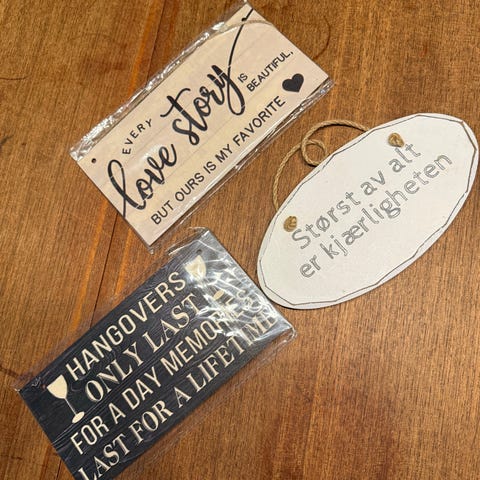 EVERY
love story IS BEAUTIFUL,
BUT OURS IS MY FAVORITE
Størst av alt
er kjærligheten
HANGOVERS
ONLY LAST
FOR A DAY MEMORIES
LAST FOR A LIFETIME